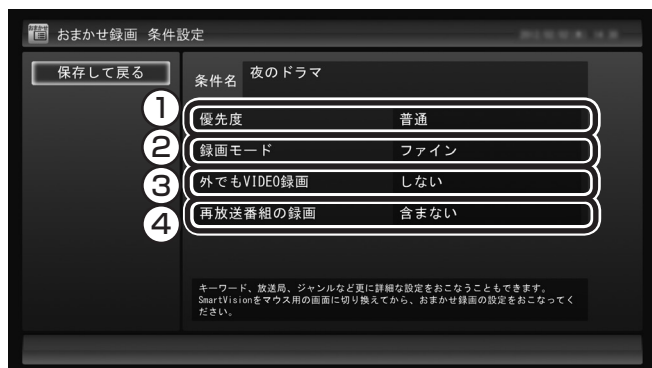 おまかせ録画 条件設定
保存して戻る
条件名 夜のドラマ
① 優先度 普通
② 録画モード ファイン
③ 外でもVIDEO録画 しない
④ 再放送番組の録画 含まない
キーワード、放送局、ジャンルなど更に詳細な設定をおこなうこともできます。
SmartVisionをマウス用の画面に切り換えてから、おまかせ録画の設定をおこなってく
ださい。